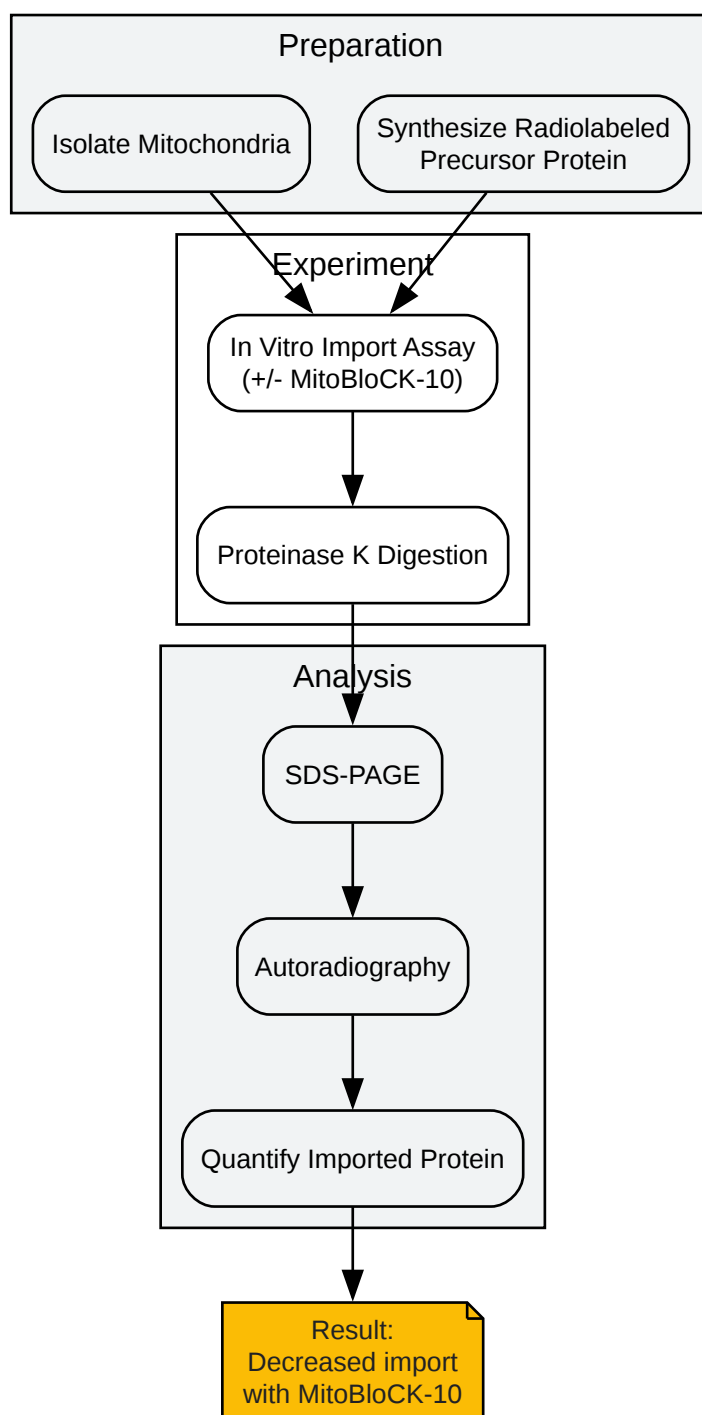 Preparation
Isolate Mitochondria
Synthesize Radiolabeled
Precursor Protein
Experiment
In Vitro Import Assay
(+/- MitoBloCK-10)
Proteinase K Digestion
Analysis
SDS-PAGE
Autoradiography
Quantify Imported Protein
Result:
Decreased import
with MitoBloCK-10